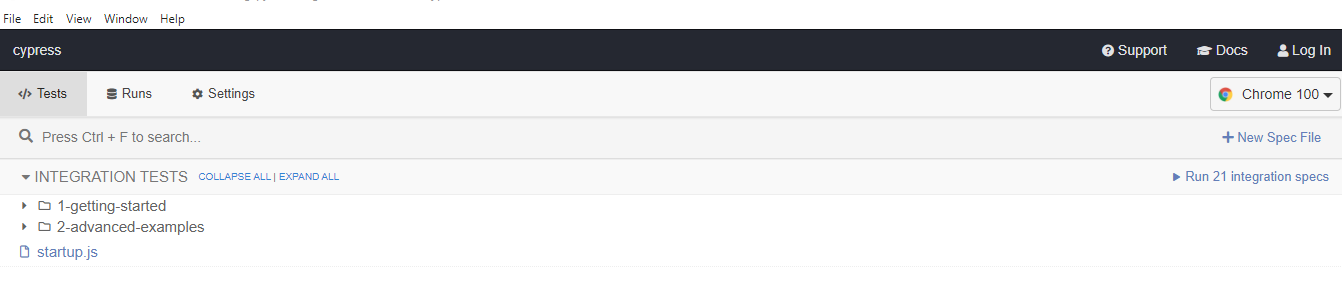 File Edit View Window Help
cypress Support Docs Log In
Tests Runs Settings Chrome 100
Press Ctrl + F to search... New Spec File
INTEGRATION TESTS COLLAPSE ALL | EXPAND ALL Run 21 integration specs
1-getting-started
2-advanced-examples
startup.js